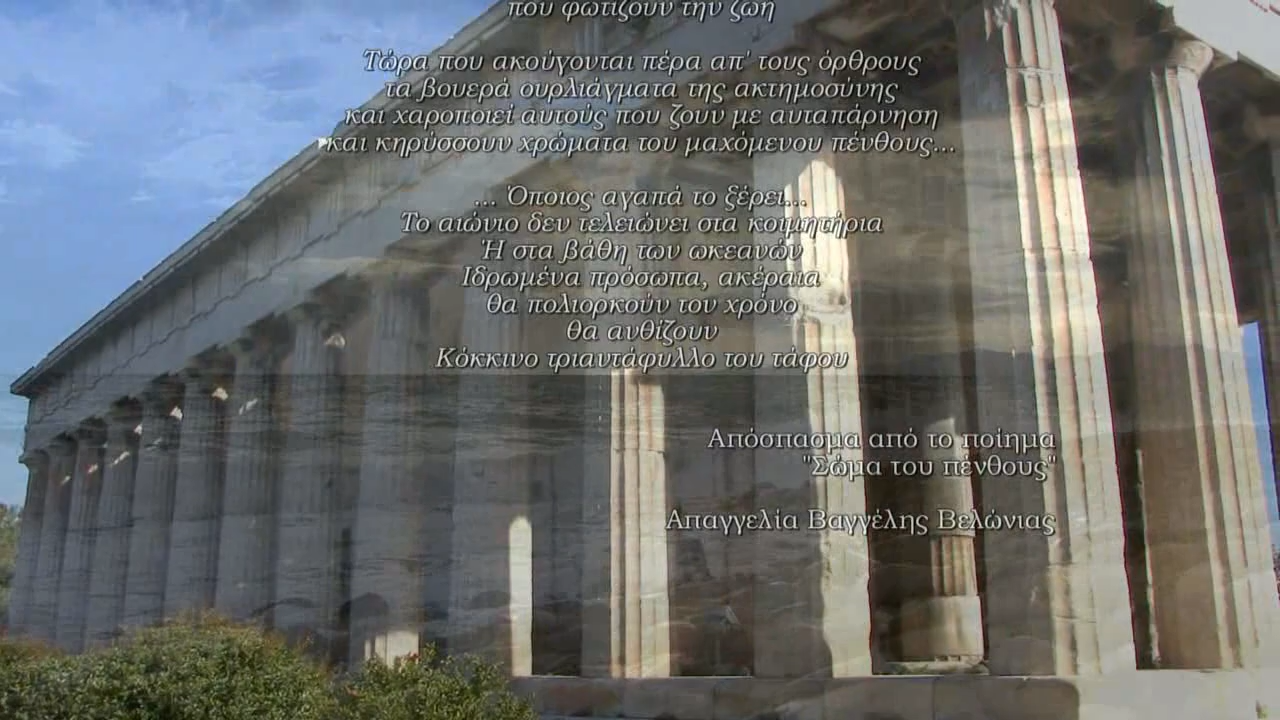 που φωτίζουν την ζωή
Τώρα που ακούγονται πέρα απ' τους όρθρους
τα βουερά ουρλιάγματα της ακτημοσύνης
και χαροποιεί αυτούς που ζουν με αυταπάρνηση
και κηρύσσουν χρώματα του μαχόμενου πένθους...
... Όποιος αγαπά το ξέρει...
Το αιώνιο δεν τελειώνει στα κοιμητήρια
Ή στα βάθη των ωκεανών
Ιδρωμένα πρόσωπα, ακέραια
θα πολιορκούν τον χρόνο
θα ανθίζουν
Κόκκινο τριαντάφυλλο του τάφου
Απόσπασμα από το ποίημα
"Σώμα του πένθους"
Απαγγελία Βαγγέλης Βελώνιας